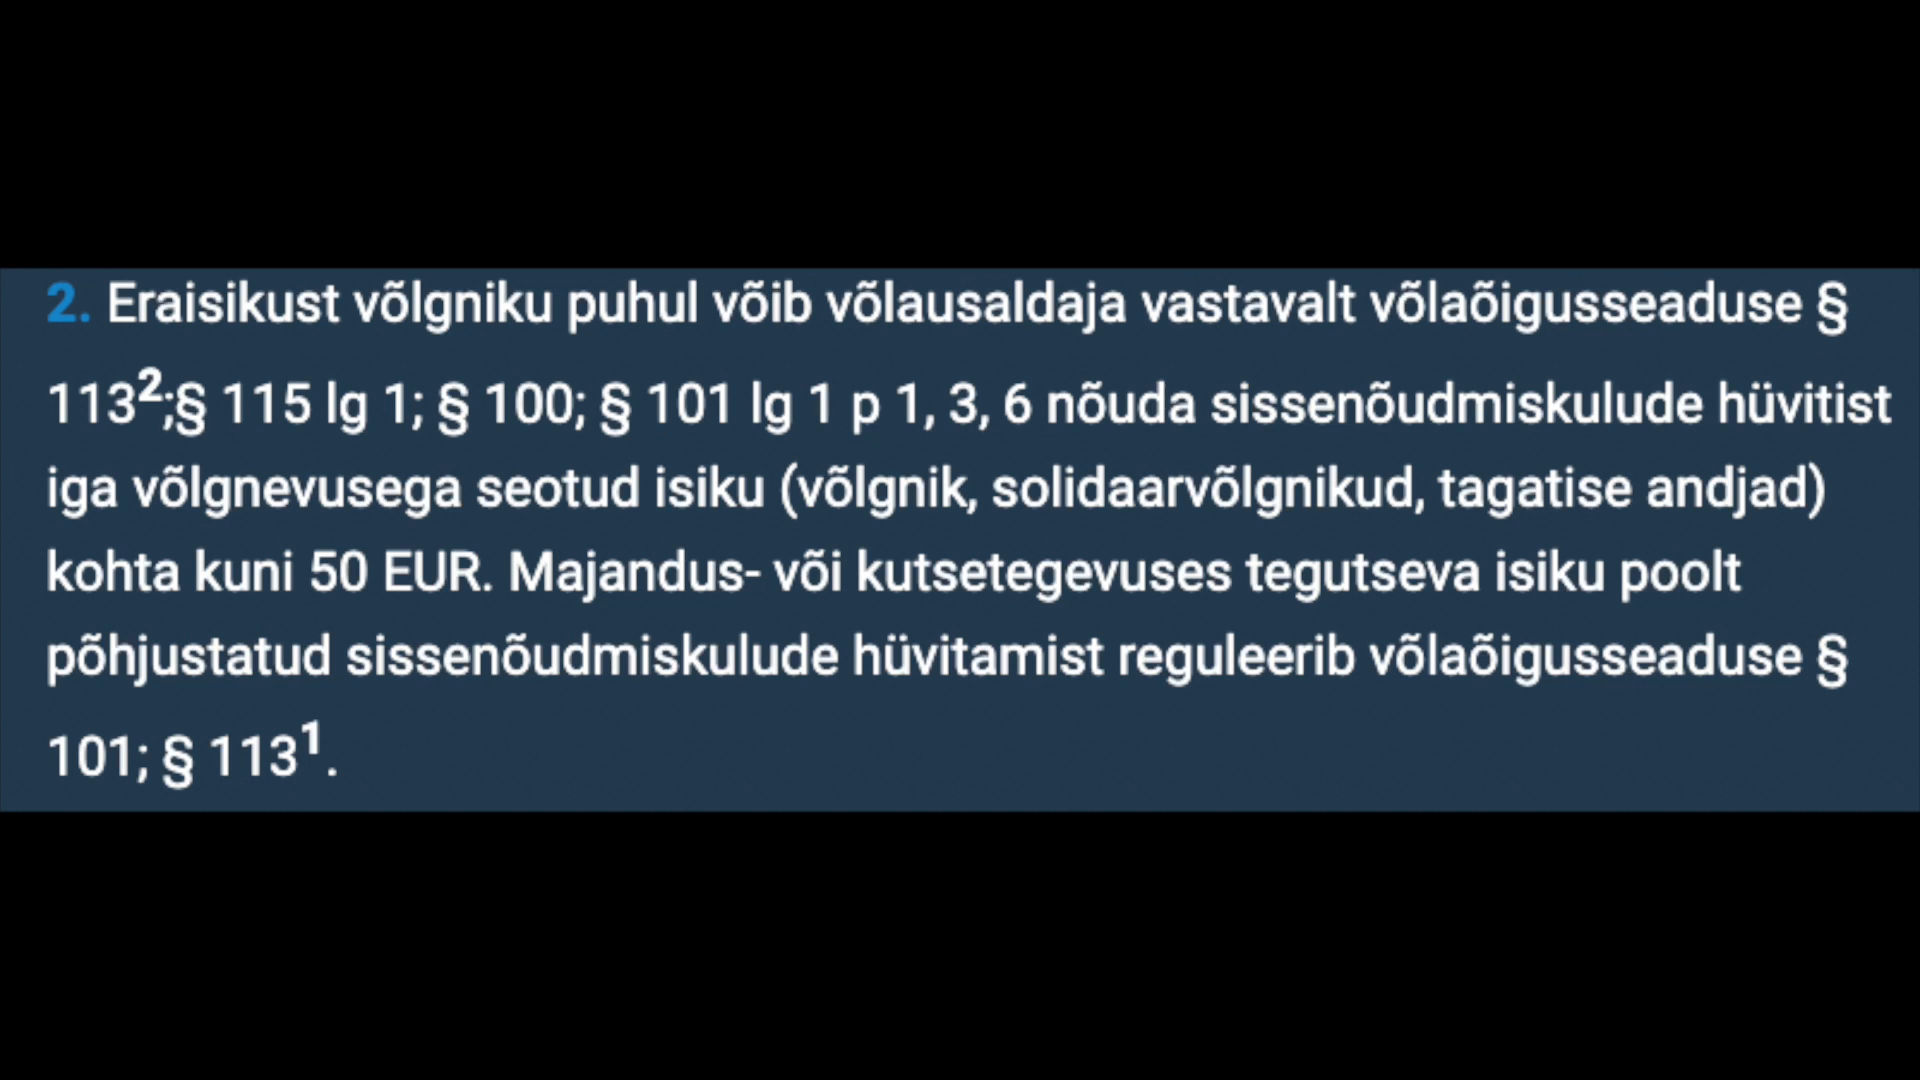 2. Eraisikust võlgniku puhul võib võlausaldaja vastavalt võlaõigusseaduse §
113²;§ 115 lg 1; § 100; § 101 lg 1 p 1, 3, 6 nõuda sissenõudmiskulude hüvitist
iga võlgnevusega seotud isiku (võlgnik, solidaarvõlgnikud, tagatise andjad)
kohta kuni 50 EUR. Majandus- või kutsetegevuses tegutseva isiku poolt
põhjustatud sissenõudmiskulude hüvitamist reguleerib võlaõigusseaduse §
101; § 113¹.